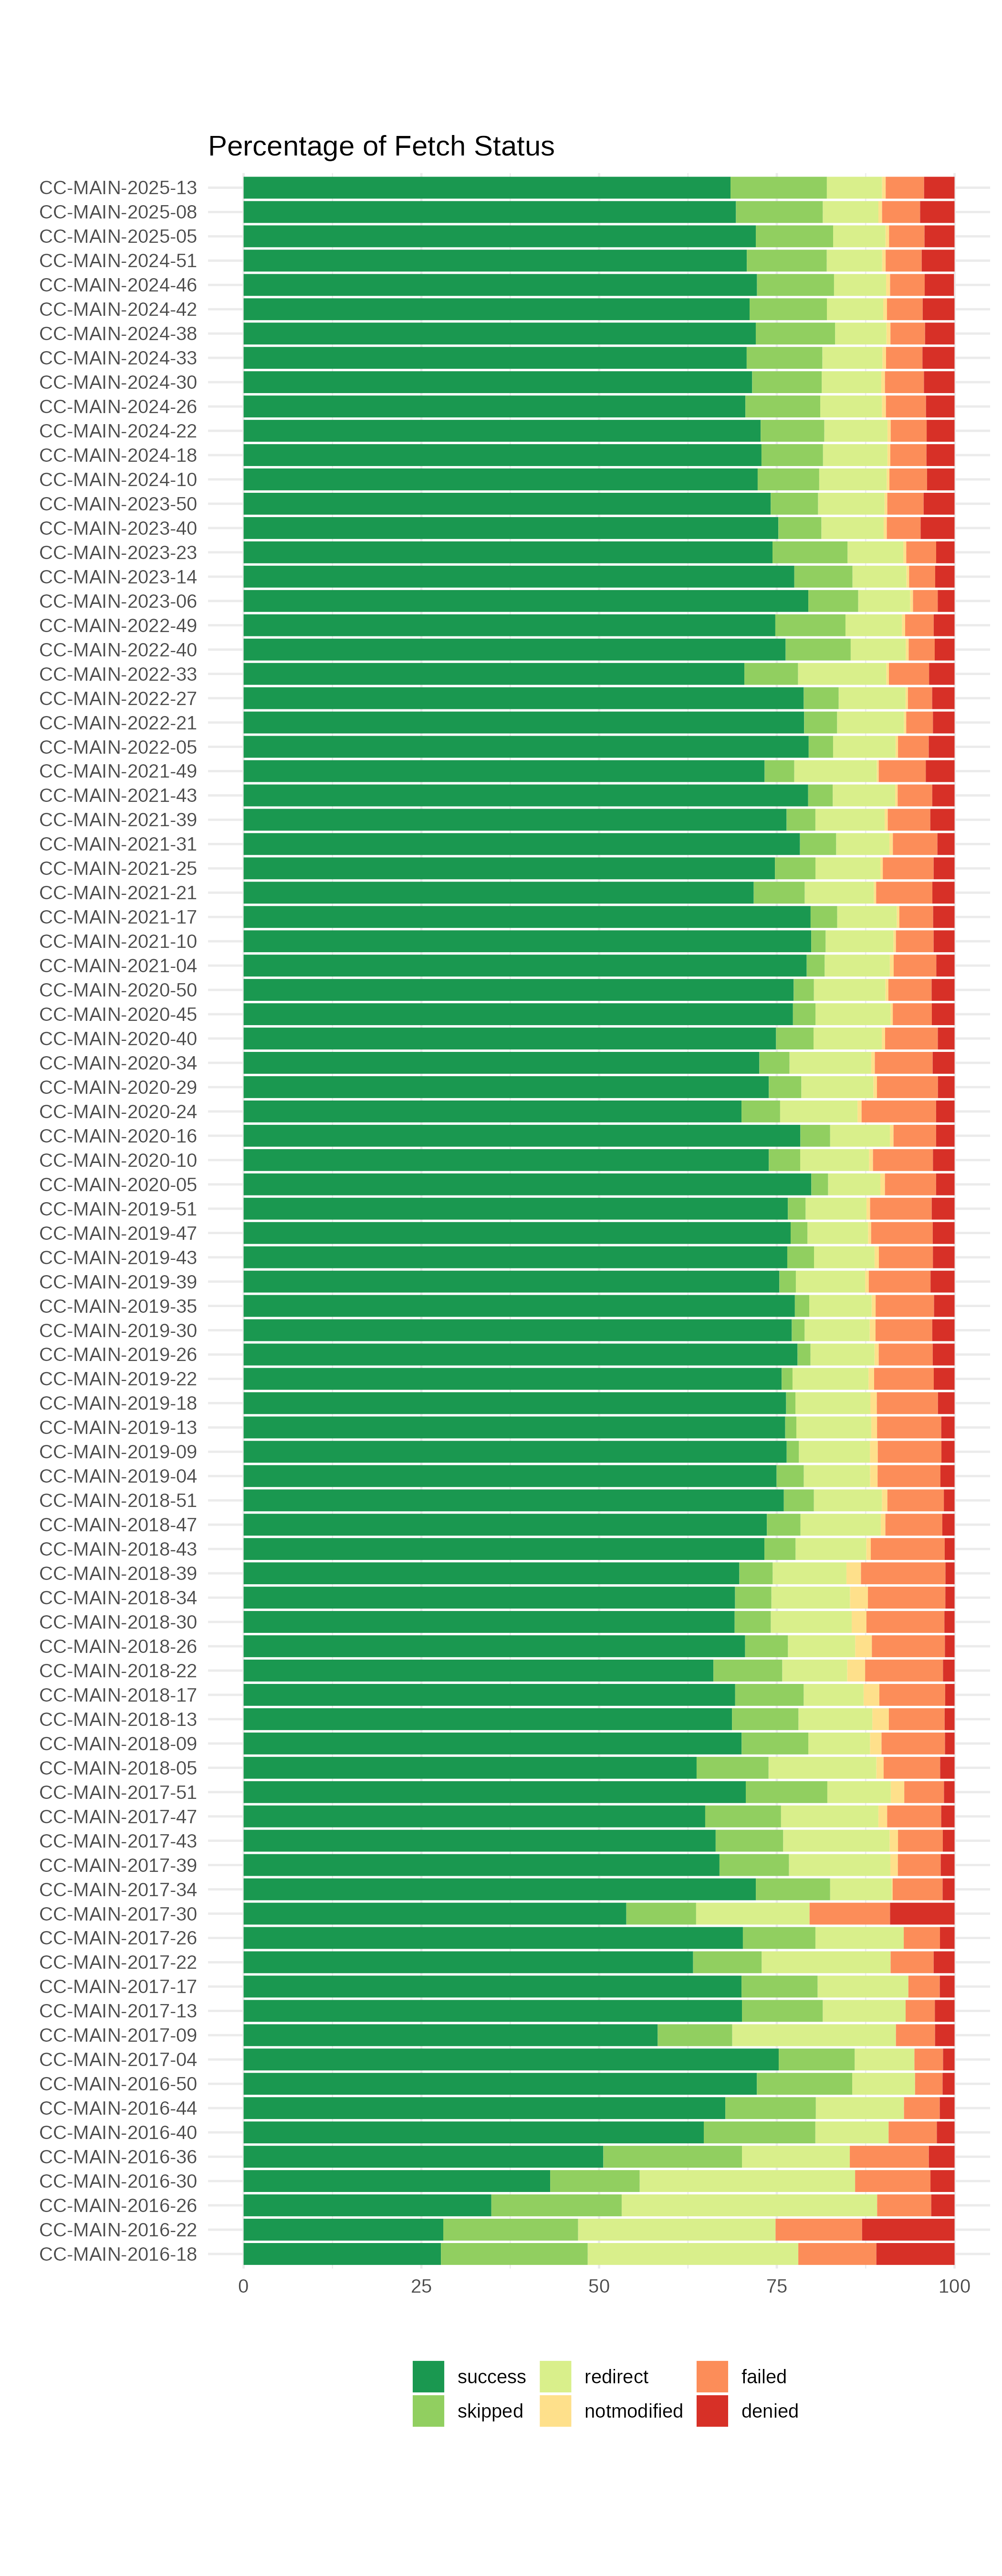 Percentage of Fetch Status
CC-MAIN-2025-13
CC-MAIN-2025-08
CC-MAIN-2025-05
CC-MAIN-2024-51
CC-MAIN-2024-46
CC-MAIN-2024-42
CC-MAIN-2024-38
CC-MAIN-2024-33
CC-MAIN-2024-30
CC-MAIN-2024-26
CC-MAIN-2024-22
CC-MAIN-2024-18
CC-MAIN-2024-10
CC-MAIN-2023-50
CC-MAIN-2023-40
CC-MAIN-2023-23
CC-MAIN-2023-14
CC-MAIN-2023-06
CC-MAIN-2022-49
CC-MAIN-2022-40
CC-MAIN-2022-33
CC-MAIN-2022-27
CC-MAIN-2022-21
CC-MAIN-2022-05
CC-MAIN-2021-49
CC-MAIN-2021-43
CC-MAIN-2021-39
CC-MAIN-2021-31
CC-MAIN-2021-25
CC-MAIN-2021-21
CC-MAIN-2021-17
CC-MAIN-2021-10
CC-MAIN-2021-04
CC-MAIN-2020-50
CC-MAIN-2020-45
CC-MAIN-2020-40
CC-MAIN-2020-34
CC-MAIN-2020-29
CC-MAIN-2020-24
CC-MAIN-2020-16
CC-MAIN-2020-10
CC-MAIN-2020-05
CC-MAIN-2019-51
CC-MAIN-2019-47
CC-MAIN-2019-43
CC-MAIN-2019-39
CC-MAIN-2019-35
CC-MAIN-2019-30
CC-MAIN-2019-26
CC-MAIN-2019-22
CC-MAIN-2019-18
CC-MAIN-2019-13
CC-MAIN-2019-09
CC-MAIN-2019-04
CC-MAIN-2018-51
CC-MAIN-2018-47
CC-MAIN-2018-43
CC-MAIN-2018-39
CC-MAIN-2018-34
CC-MAIN-2018-30
CC-MAIN-2018-26
CC-MAIN-2018-22
CC-MAIN-2018-17
CC-MAIN-2018-13
CC-MAIN-2018-09
CC-MAIN-2018-05
CC-MAIN-2017-51
CC-MAIN-2017-47
CC-MAIN-2017-43
CC-MAIN-2017-39
CC-MAIN-2017-34
CC-MAIN-2017-30
CC-MAIN-2017-26
CC-MAIN-2017-22
CC-MAIN-2017-17
CC-MAIN-2017-13
CC-MAIN-2017-09
CC-MAIN-2017-04
CC-MAIN-2016-50
CC-MAIN-2016-44
CC-MAIN-2016-40
CC-MAIN-2016-36
CC-MAIN-2016-30
CC-MAIN-2016-26
CC-MAIN-2016-22
CC-MAIN-2016-18
0 25 50 75 100
success redirect failed
skipped notmodified denied